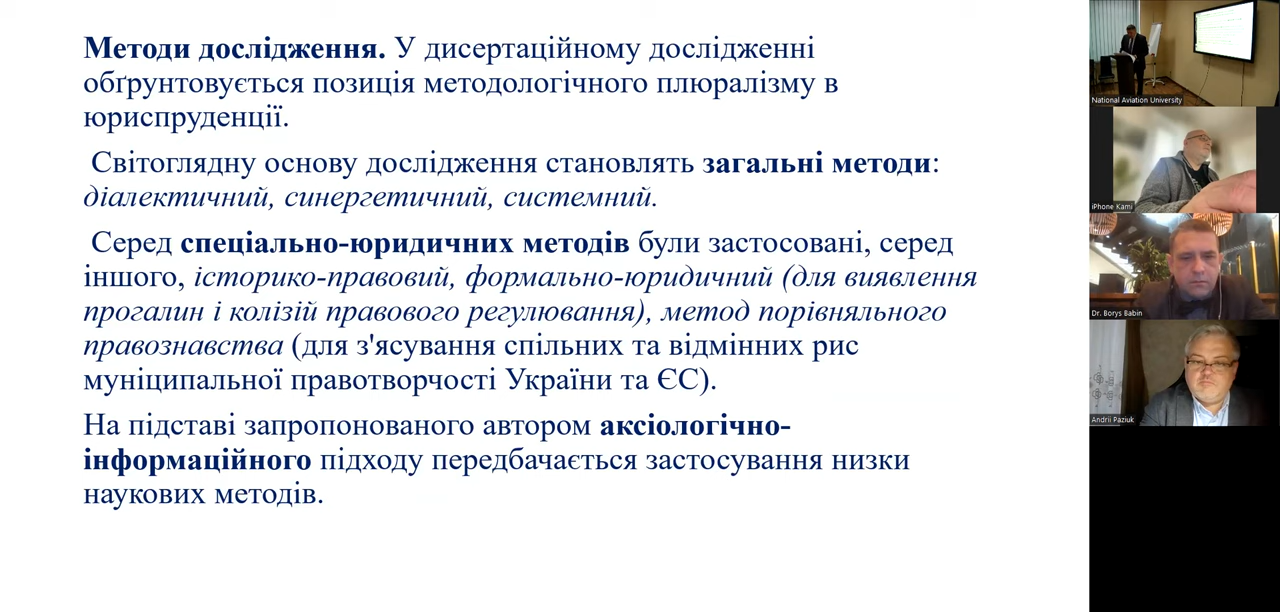 Методи дослідження. У дисертаційному дослідженні
обґрунтовується позиція методологічного плюралізму в
юриспруденції.
Світоглядну основу дослідження становлять загальні методи:
діалектичний, синергетичний, системний.
Серед спеціально-юридичних методів були застосовані, серед
іншого, історико-правовий, формально-юридичний (для виявлення
прогалин і колізій правового регулювання), метод порівняльного
правознавства (для з'ясування спільних та відмінних рис
муніципальної правотворчості України та ЄС).
На підставі запропонованого автором аксіологічно-
інформаційного підходу передбачається застосування низки
наукових методів.
National Aviation University
iPhone Kami
Dr. Borys Babin
Andrii Paziuk